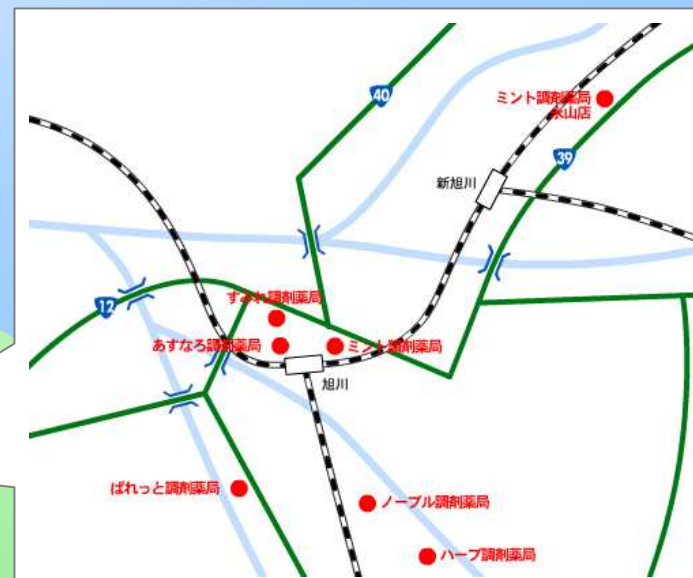 40
ミント調剤薬局
永山店
39
新旭川
12
すみれ調剤薬局
あすなろ調剤薬局
ミント調剤薬局
旭川
ぱれっと調剤薬局
ノーブル調剤薬局
ハーブ調剤薬局